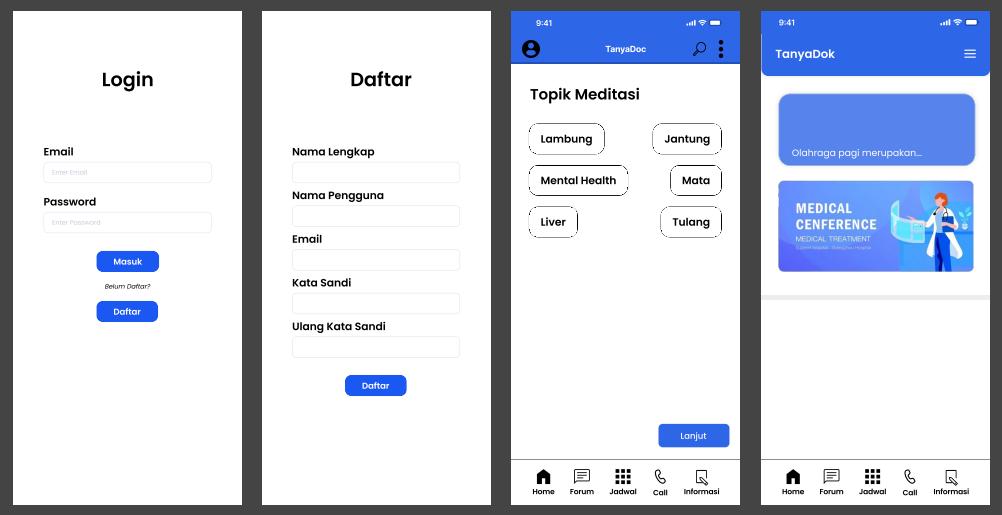 Login
Email
Enter Email
Password
Enter Password
Masuk
Belum Daftar?
Daftar
Daftar
Nama Lengkap
Nama Pengguna
Email
Kata Sandi
Ulang Kata Sandi
Daftar
9:41
TanyaDoc
Topik Meditasi
Lambung
Jantung
Mental Health
Mata
Liver
Tulang
Lanjut
Home
Forum
Jadwal
Call
Informasi
9:41
TanyaDok
Olahraga pagi merupakan...
MEDICAL
CENFERENCE
MEDICAL TREATMENT
Home
Forum
Jadwal
Call
Informasi